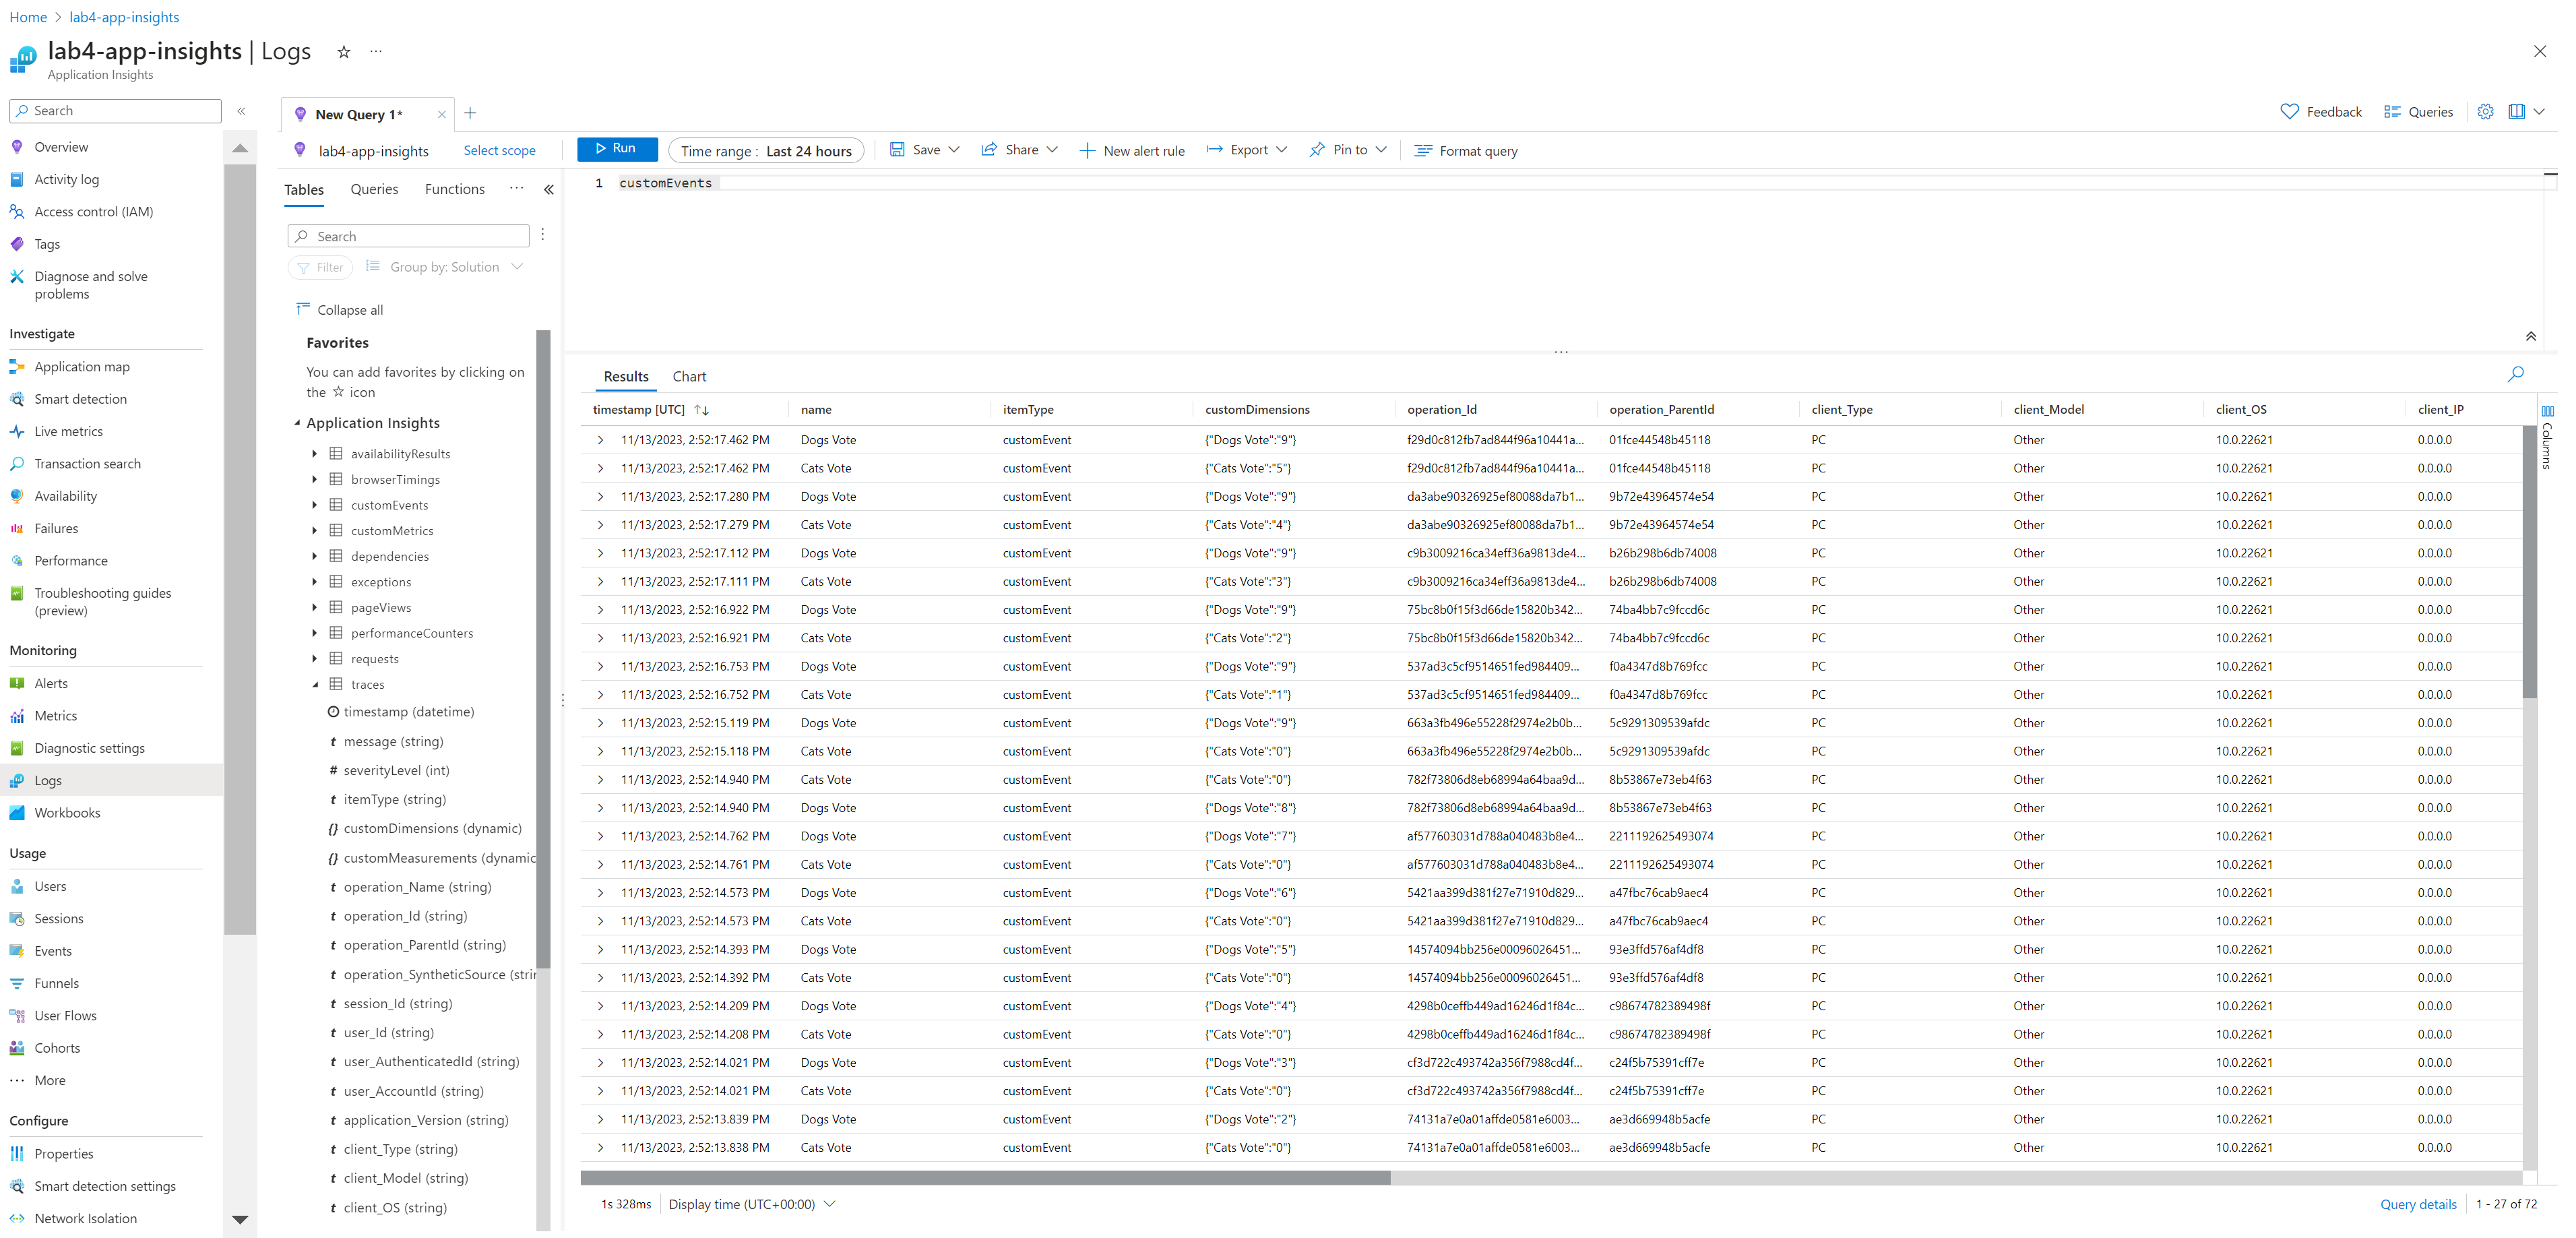 Home > lab4-app-insights
lab4-app-insights | Logs
Application Insights
Search
Overview
Activity log
Access control (IAM)
Tags
Diagnose and solve
problems
Investigate
Application map
Smart detection
Live metrics
Transaction search
Availability
Failures
Performance
Troubleshooting guides
(preview)
Monitoring
Alerts
Metrics
Diagnostic settings
Logs
Workbooks
Usage
Users
Sessions
Events
Funnels
User Flows
Cohorts
More
Configure
Properties
Smart detection settings
Network Isolation
New Query 1*
Feedback Queries
lab4-app-insights Select scope Run Time range : Last 24 hours Save Share New alert rule Export Pin to Format query
Tables Queries Functions
Search
Filter Group by: Solution
Collapse all
Favorites
You can add favorites by clicking on
the ☆ icon
Application Insights
availabilityResults
browserTimings
customEvents
customMetrics
dependencies
exceptions
pageViews
performanceCounters
requests
traces
timestamp (datetime)
t message (string)
# severityLevel (int)
t itemType (string)
{} customDimensions (dynamic)
{} customMeasurements (dynamic
t operation_Name (string)
t operation_Id (string)
t operation_ParentId (string)
t operation_SyntheticSource (strin
t session_Id (string)
t user_Id (string)
t user_AuthenticatedId (string)
t user_AccountId (string)
t application_Version (string)
t client_Type (string)
t client_Model (string)
t client_OS (string)
1 customEvents
Results Chart
timestamp [UTC] name itemType customDimensions operation_Id operation_ParentId client_Type client_Model client_OS client_IP
11/13/2023, 2:52:17.462 PM Dogs Vote customEvent {"Dogs Vote":"9"} f29d0c812fb7ad844f96a10441a... 01fce44548b45118 PC Other 10.0.22621 0.0.0.0
11/13/2023, 2:52:17.462 PM Cats Vote customEvent {"Cats Vote":"5"} f29d0c812fb7ad844f96a10441a... 01fce44548b45118 PC Other 10.0.22621 0.0.0.0
11/13/2023, 2:52:17.280 PM Dogs Vote customEvent {"Dogs Vote":"9"} da3abe90326925ef80088da7b1... 9b72e43964574e54 PC Other 10.0.22621 0.0.0.0
11/13/2023, 2:52:17.279 PM Cats Vote customEvent {"Cats Vote":"4"} da3abe90326925ef80088da7b1... 9b72e43964574e54 PC Other 10.0.22621 0.0.0.0
11/13/2023, 2:52:17.112 PM Dogs Vote customEvent {"Dogs Vote":"9"} c9b3009216ca34eff36a9813de4... b26b298b6db74008 PC Other 10.0.22621 0.0.0.0
11/13/2023, 2:52:17.111 PM Cats Vote customEvent {"Cats Vote":"3"} c9b3009216ca34eff36a9813de4... b26b298b6db74008 PC Other 10.0.22621 0.0.0.0
11/13/2023, 2:52:16.922 PM Dogs Vote customEvent {"Dogs Vote":"9"} 75bc8b0f15f3d66de15820b342... 74ba4bb7c9fccd6c PC Other 10.0.22621 0.0.0.0
11/13/2023, 2:52:16.921 PM Cats Vote customEvent {"Cats Vote":"2"} 75bc8b0f15f3d66de15820b342... 74ba4bb7c9fccd6c PC Other 10.0.22621 0.0.0.0
11/13/2023, 2:52:16.753 PM Dogs Vote customEvent {"Dogs Vote":"9"} 537ad3c5cf9514651fed984409... f0a4347d8b769fcc PC Other 10.0.22621 0.0.0.0
11/13/2023, 2:52:16.752 PM Cats Vote customEvent {"Cats Vote":"1"} 537ad3c5cf9514651fed984409... f0a4347d8b769fcc PC Other 10.0.22621 0.0.0.0
11/13/2023, 2:52:15.119 PM Dogs Vote customEvent {"Dogs Vote":"9"} 663a3fb496e55228f2974e2b0b... 5c9291309539afdc PC Other 10.0.22621 0.0.0.0
11/13/2023, 2:52:15.118 PM Cats Vote customEvent {"Cats Vote":"0"} 663a3fb496e55228f2974e2b0b... 5c9291309539afdc PC Other 10.0.22621 0.0.0.0
11/13/2023, 2:52:14.940 PM Cats Vote customEvent {"Cats Vote":"0"} 782f73806d8eb68994a64baa9d... 8b53867e73eb4f63 PC Other 10.0.22621 0.0.0.0
11/13/2023, 2:52:14.940 PM Dogs Vote customEvent {"Dogs Vote":"8"} 782f73806d8eb68994a64baa9d... 8b53867e73eb4f63 PC Other 10.0.22621 0.0.0.0
11/13/2023, 2:52:14.762 PM Dogs Vote customEvent {"Dogs Vote":"7"} af577603031d788a040483b8e4... 2211192625493074 PC Other 10.0.22621 0.0.0.0
11/13/2023, 2:52:14.761 PM Cats Vote customEvent {"Cats Vote":"0"} af577603031d788a040483b8e4... 2211192625493074 PC Other 10.0.22621 0.0.0.0
11/13/2023, 2:52:14.573 PM Dogs Vote customEvent {"Dogs Vote":"6"} 5421aa399d381f27e71910d829... a47fbc76cab9aec4 PC Other 10.0.22621 0.0.0.0
11/13/2023, 2:52:14.573 PM Cats Vote customEvent {"Cats Vote":"0"} 5421aa399d381f27e71910d829... a47fbc76cab9aec4 PC Other 10.0.22621 0.0.0.0
11/13/2023, 2:52:14.393 PM Dogs Vote customEvent {"Dogs Vote":"5"} 14574094bb256e00096026451... 93e3ffd576af4df8 PC Other 10.0.22621 0.0.0.0
11/13/2023, 2:52:14.392 PM Cats Vote customEvent {"Cats Vote":"0"} 14574094bb256e00096026451... 93e3ffd576af4df8 PC Other 10.0.22621 0.0.0.0
11/13/2023, 2:52:14.209 PM Dogs Vote customEvent {"Dogs Vote":"4"} 4298b0ceffb449ad16246d1f84c... c98674782389498f PC Other 10.0.22621 0.0.0.0
11/13/2023, 2:52:14.208 PM Cats Vote customEvent {"Cats Vote":"0"} 4298b0ceffb449ad16246d1f84c... c98674782389498f PC Other 10.0.22621 0.0.0.0
11/13/2023, 2:52:14.021 PM Dogs Vote customEvent {"Dogs Vote":"3"} cf3d722c493742a356f7988cd4f... c24f5b75391cff7e PC Other 10.0.22621 0.0.0.0
11/13/2023, 2:52:14.021 PM Cats Vote customEvent {"Cats Vote":"0"} cf3d722c493742a356f7988cd4f... c24f5b75391cff7e PC Other 10.0.22621 0.0.0.0
11/13/2023, 2:52:13.839 PM Dogs Vote customEvent {"Dogs Vote":"2"} 74131a7e0a01affde0581e6003... ae3d669948b5acfe PC Other 10.0.22621 0.0.0.0
11/13/2023, 2:52:13.838 PM Cats Vote customEvent {"Cats Vote":"0"} 74131a7e0a01affde0581e6003... ae3d669948b5acfe PC Other 10.0.22621 0.0.0.0
Columns
1s 328ms Display time (UTC+00:00) Query details 1 - 27 of 72